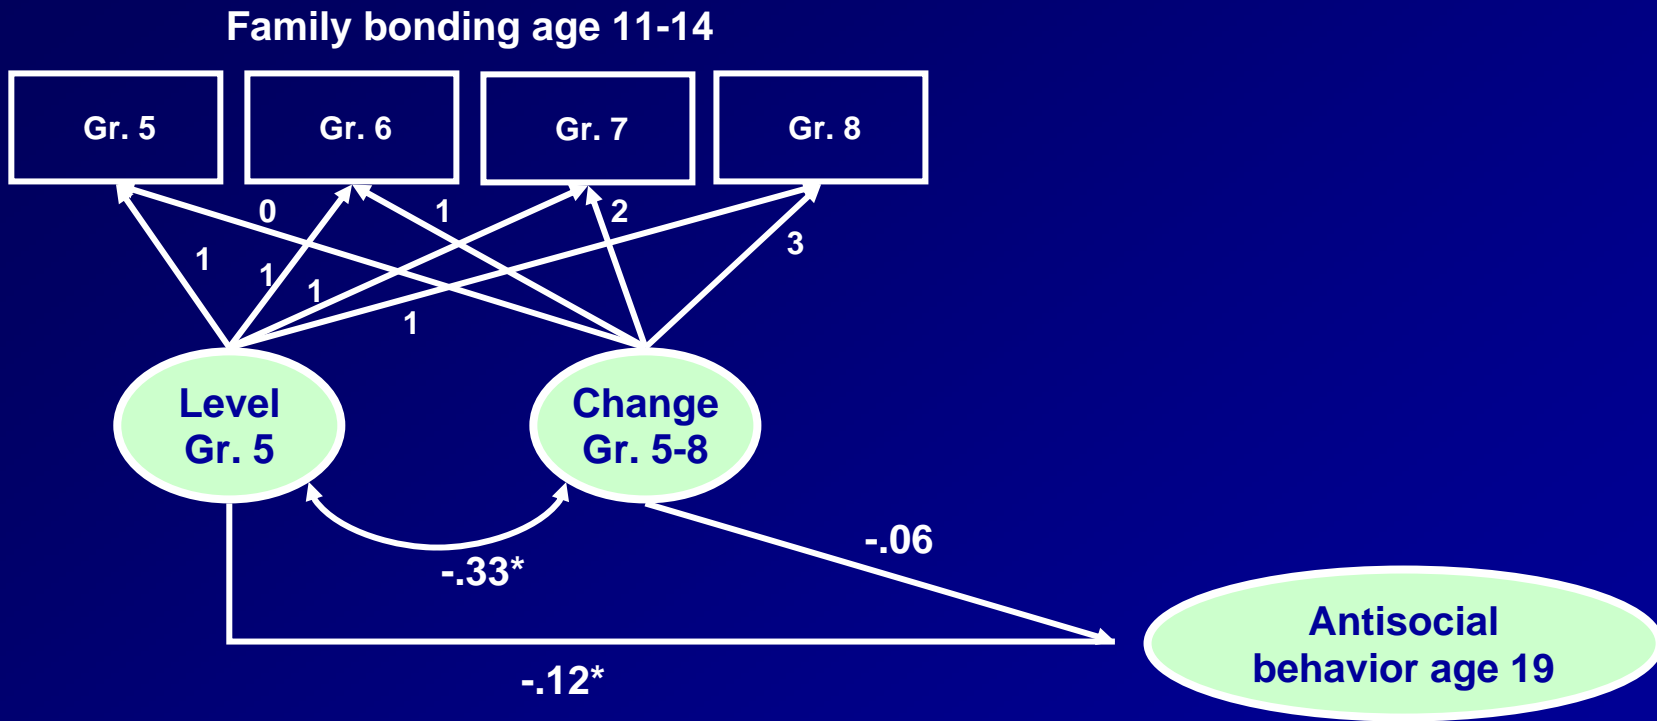 Family bonding age 11-14
Gr. 5
Gr. 6
Gr. 7
Gr. 8
0
1
2
3
1
1
1
1
Level
Gr. 5
Change
Gr. 5-8
-.33*
-.06
-.12*
Antisocial
behavior age 19